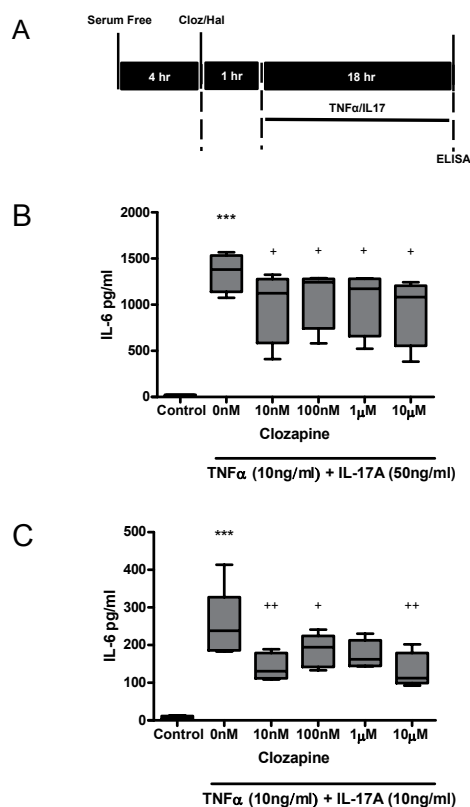 A
Serum Free Cloz/Hal
4 hr 1 hr 18 hr
TNFα/IL17
ELISA
B
IL-6 pg/ml
2000
1500
1000
500
0
***
+ + + +
Control 0nM 10nM 100nM 1µM 10µM
Clozapine
TNFα (10ng/ml) + IL-17A (50ng/ml)
C
IL-6 pg/ml
500
400
300
200
100
0
***
++ + ++
Control 0nM 10nM 100nM 1µM 10µM
Clozapine
TNFα (10ng/ml) + IL-17A (10ng/ml)